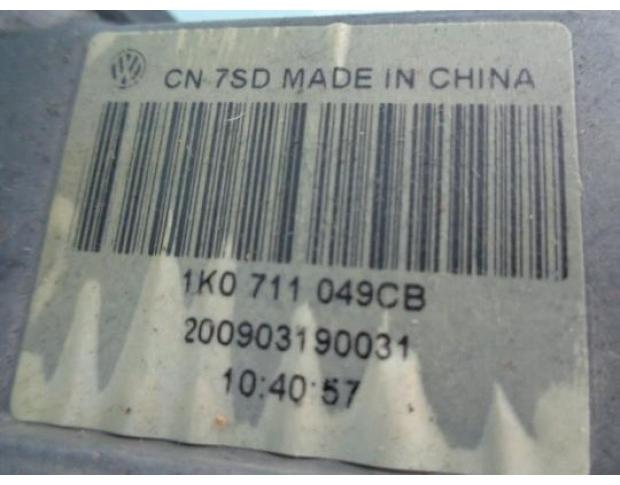 CN 7SD MADE IN CHINA
1K0 711 049CB
200903190031
10:40:57